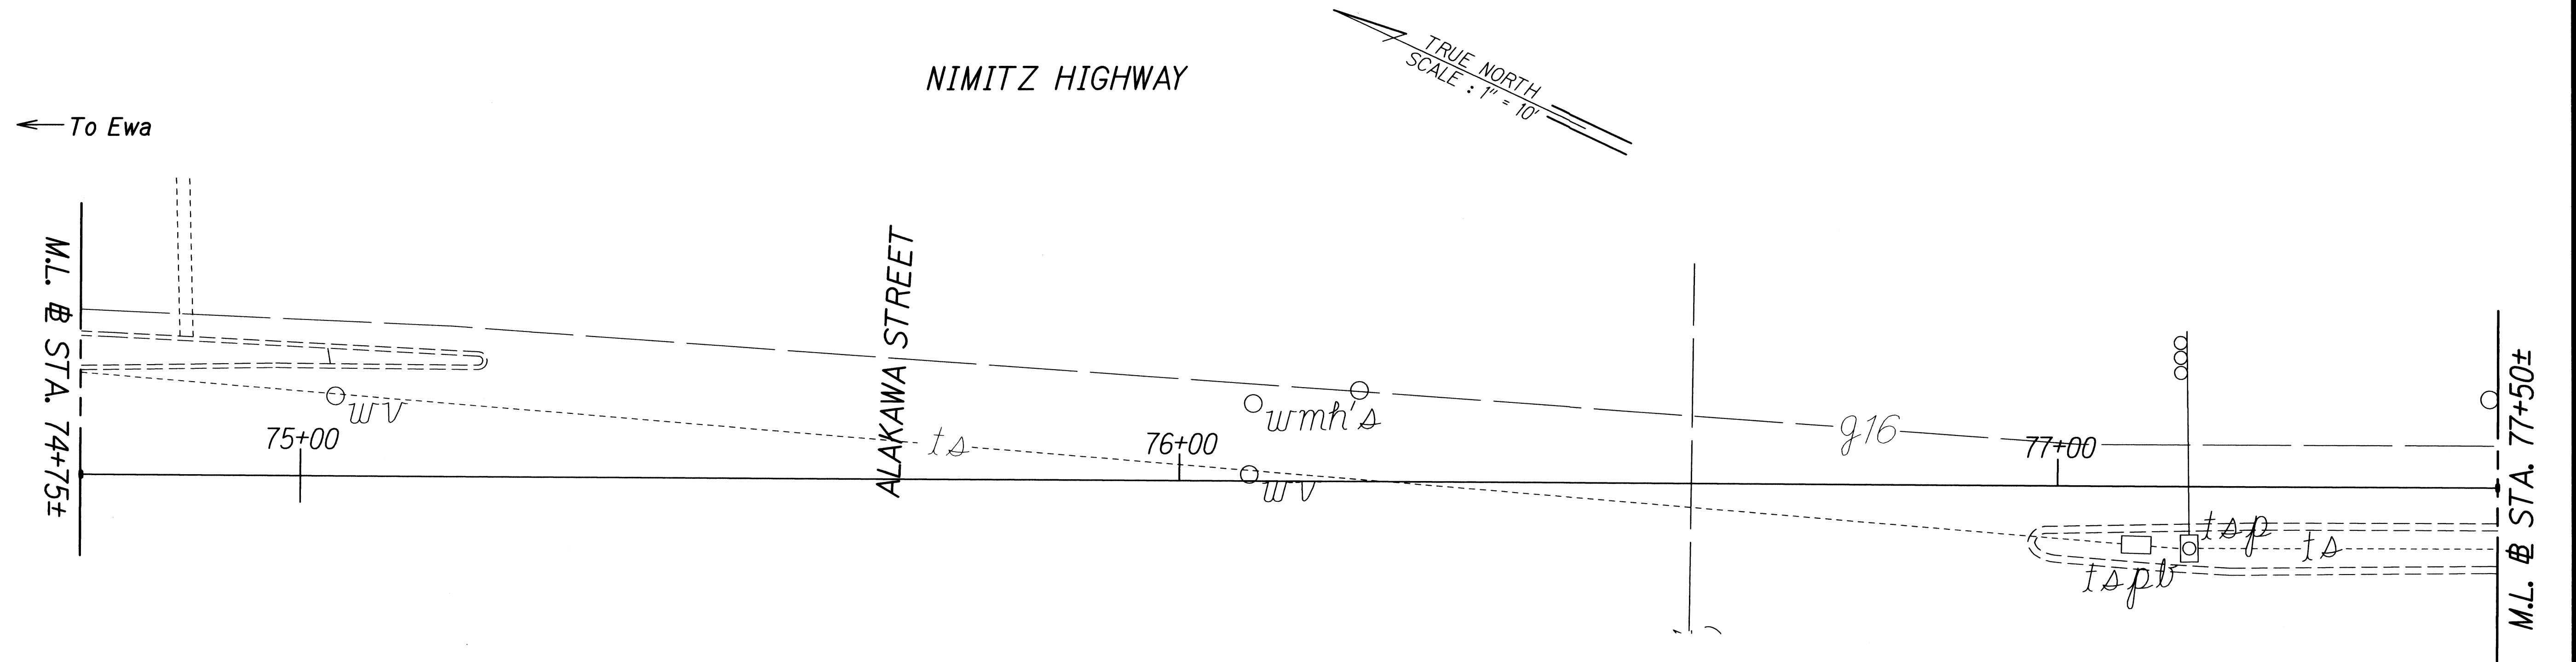 NIMITZ HIGHWAY
TRUE NORTH
SCALE : 1" = 10'
To Ewa
M.L. ℄ STA. 74+75±
ALAKAWA STREET
75+00
wv
ts
76+00
wmh's
wv
g16
77+00
tsp
ts
tspb
M.L. ℄ STA. 77+50±